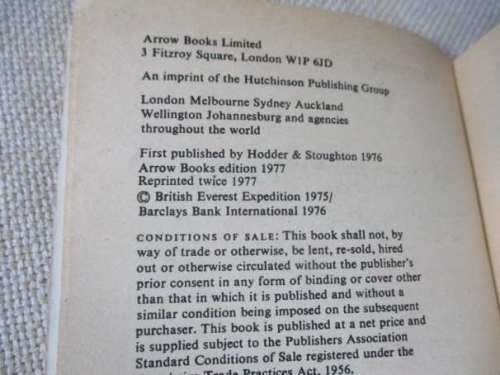 Arrow Books Limited
3 Fitzroy Square, London W1P 6JD
An imprint of the Hutchinson Publishing Group
London Melbourne Sydney Auckland
Wellington Johannesburg and agencies
throughout the world
First published by Hodder & Stoughton 1976
Arrow Books edition 1977
Reprinted twice 1977
© British Everest Expedition 1975/
Barclays Bank International 1976
CONDITIONS OF SALE: This book shall not, by
way of trade or otherwise, be lent, re-sold, hired
out or otherwise circulated without the publisher's
prior consent in any form of binding or cover other
than that in which it is published and without a
similar condition being imposed on the subsequent
purchaser. This book is published at a net price and
is supplied subject to the Publishers Association
Standard Conditions of Sale registered under the
Trade Practices Act, 1956.